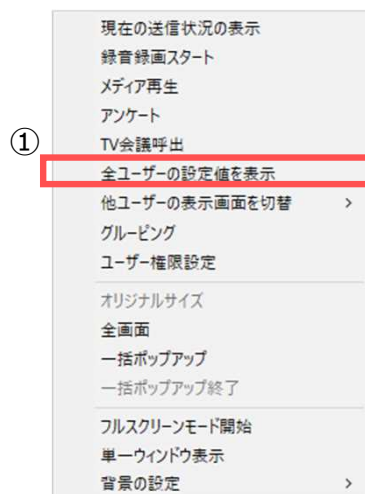 現在の送信状況の表示
録音録画スタート
メディア再生
アンケート
①
TV会議呼出
全ユーザーの設定値を表示
他ユーザーの表示画面を切替 >
グルーピング
ユーザー権限設定
オリジナルサイズ
全画面
一括ポップアップ
一括ポップアップ終了
フルスクリーンモード開始
単一ウィンドウ表示
背景の設定 >